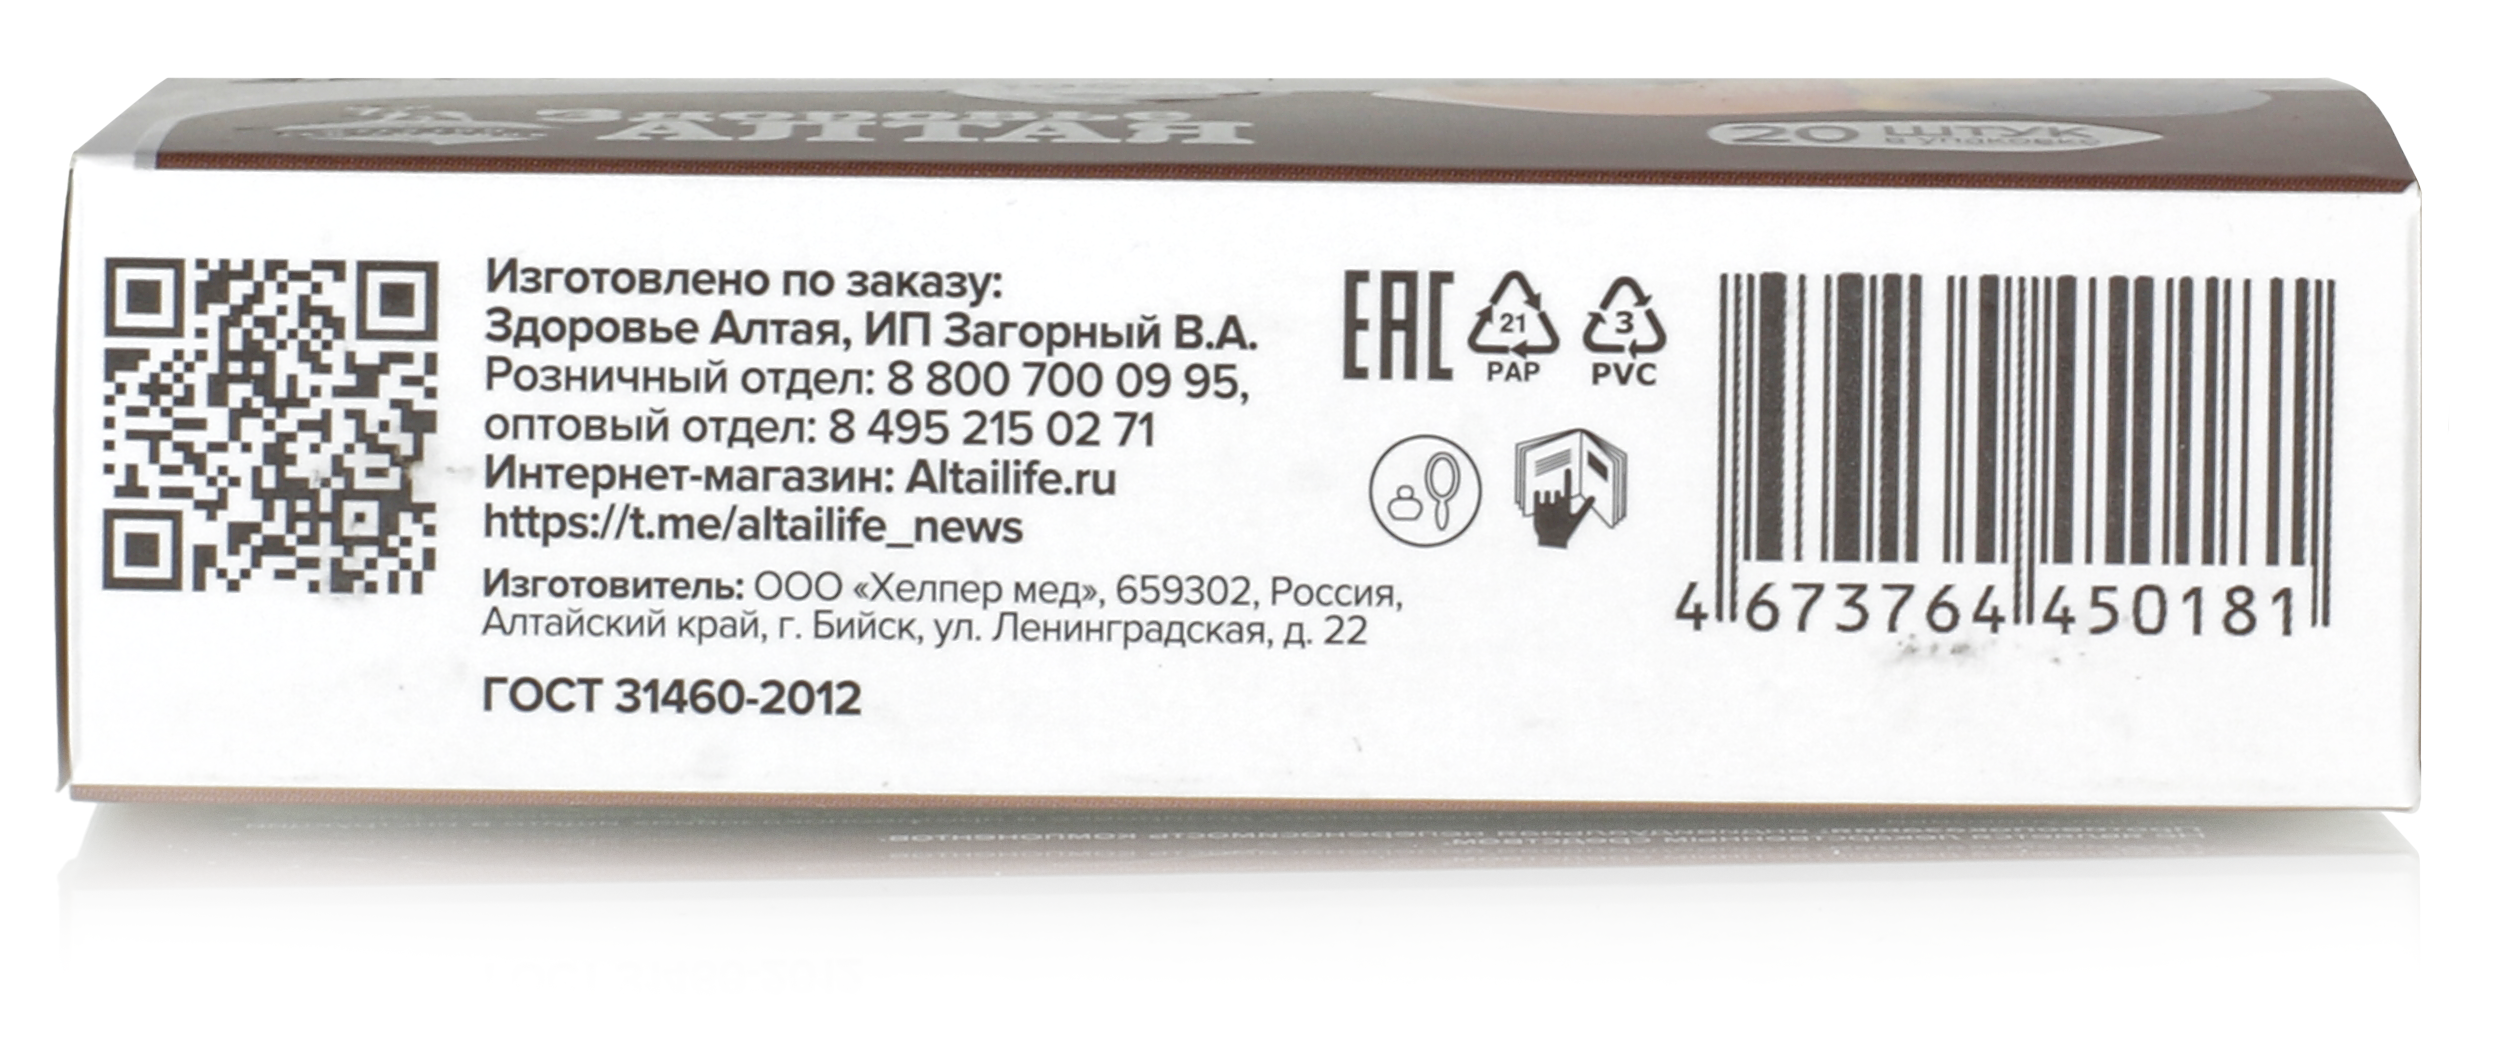 Здоровье
АЛТАЯ
20 ШТУК
в упаковке
Изготовлено по заказу:
Здоровье Алтая, ИП Загорный В.А.
Розничный отдел: 8 800 700 09 95,
оптовый отдел: 8 495 215 02 71
Интернет-магазин: Altailife.ru
https://t.me/altailife_news
Изготовитель: ООО «Хелпер мед», 659302, Россия,
Алтайский край, г. Бийск, ул. Ленинградская, д. 22
ГОСТ 31460-2012
EAC
21
PAP
3
PVC
4 673764 450181